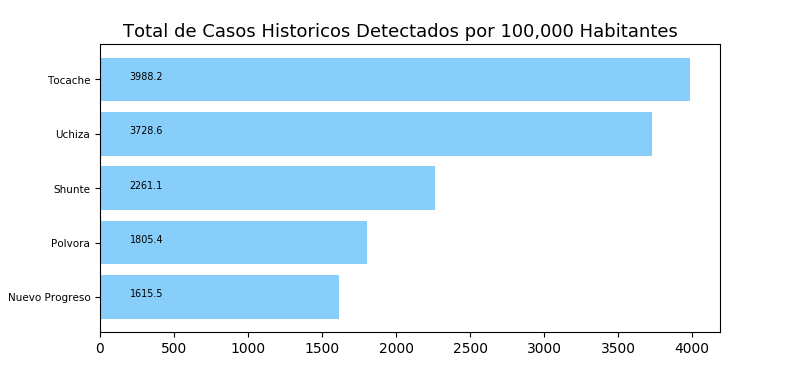 Total de Casos Historicos Detectados por 100,000 Habitantes
Tocache 3988.2
Uchiza 3728.6
Shunte 2261.1
Polvora 1805.4
Nuevo Progreso 1615.5
0 500 1000 1500 2000 2500 3000 3500 4000